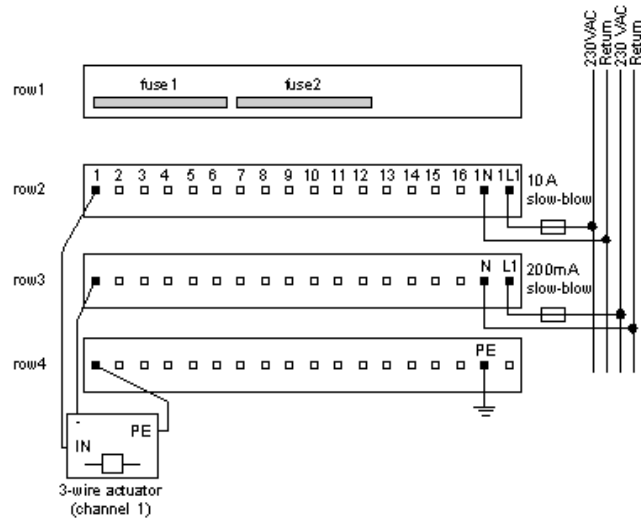 230VAC
Return
230 VAC
Return
row1
fuse1 fuse2
row2
1 2 3 4 5 6 7 8 9 10 11 12 13 14 15 16 1N 1L1
10A
slow-blow
row3
N L1
200mA
slow-blow
row4
PE
- PE
IN
3-wire actuator
(channel 1)